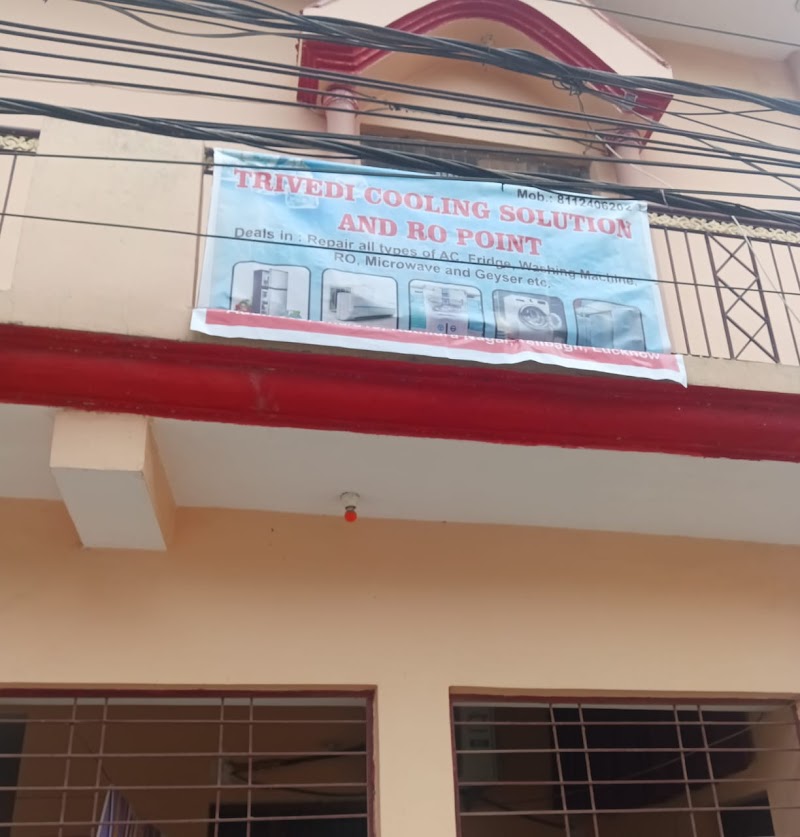 Mob.: 8112406202
TRIVEDI COOLING SOLUTION
AND RO POINT
Deals in : Repair all types of AC, Fridge, Washing Machine,
RO, Microwave and Geyser etc.
Lucknow